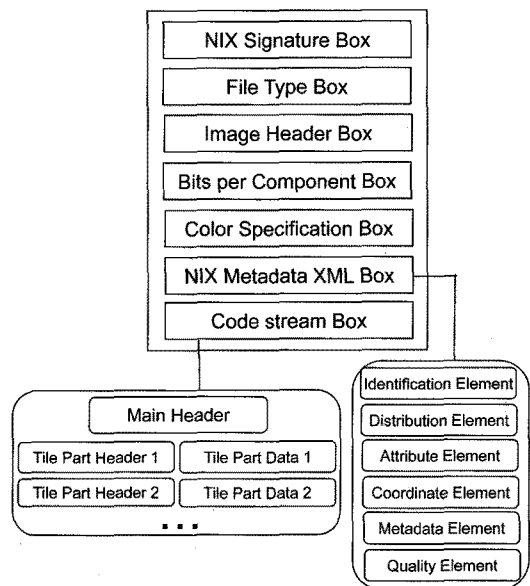 NIX Signature Box
File Type Box
Image Header Box
Bits per Component Box
Color Specification Box
NIX Metadata XML Box
Code stream Box
Main Header
Tile Part Header 1
Tile Part Data 1
Tile Part Header 2
Tile Part Data 2
...
Identification Element
Distribution Element
Attribute Element
Coordinate Element
Metadata Element
Quality Element